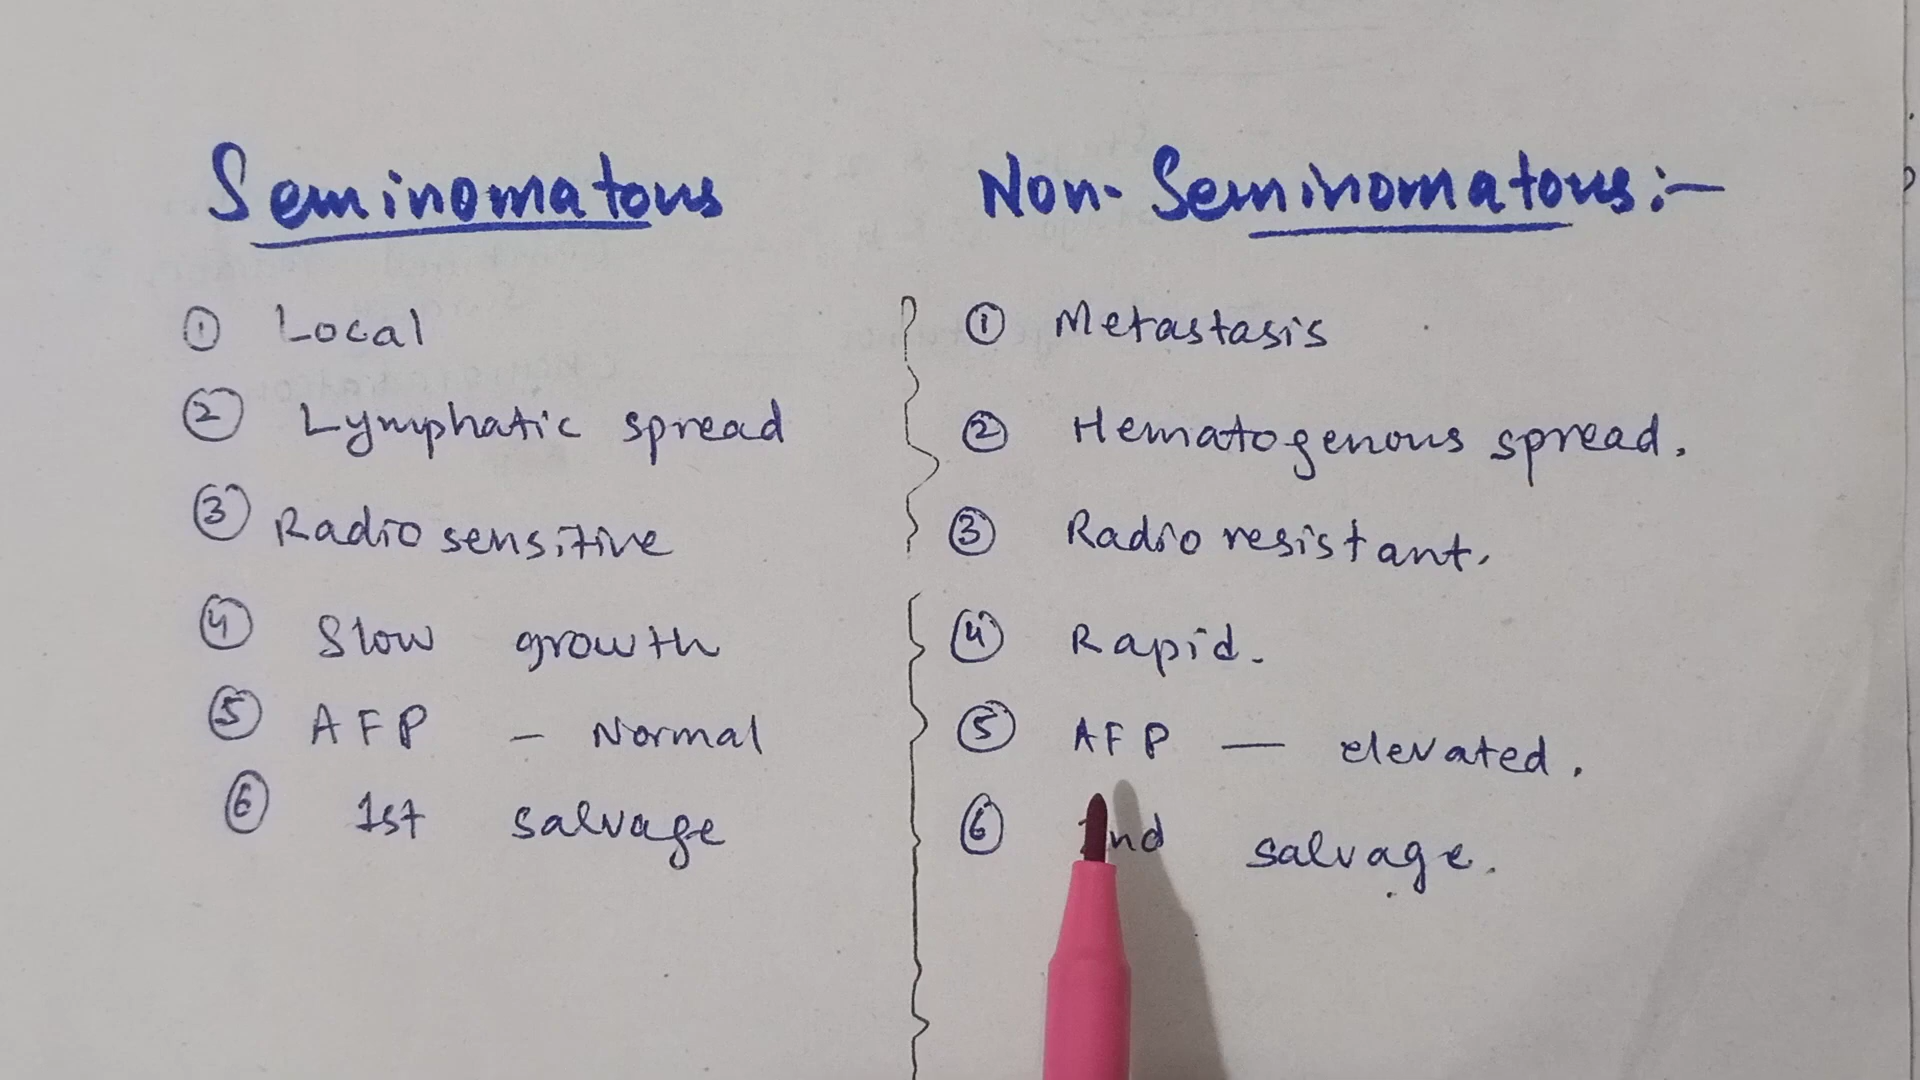 Seminomatous
① Local
② Lymphatic spread
③ Radiosensitive
④ Slow growth
⑤ AFP - Normal
⑥ 1st salvage
Non-Seminomatous:-
① Metastasis
② Hematogenous spread.
③ Radio resistant.
④ Rapid.
⑤ AFP — elevated.
⑥ salvage.